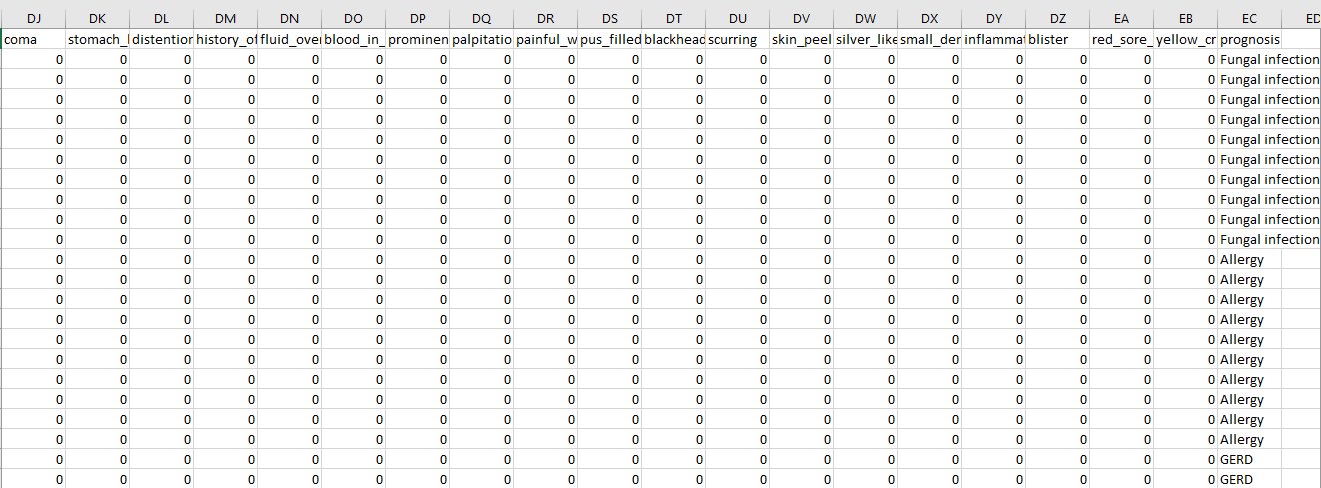 DJ DK DL DM DN DO DP DQ DR DS DT DU DV DW DX DY DZ EA EB EC ED
coma stomach_ distention history_of fluid_over blood_in_ prominen palpitatio painful_w pus_filled blackhead scurring skin_peel silver_like small_den inflammat blister red_sore_ yellow_cr prognosis
0 0 0 0 0 0 0 0 0 0 0 0 0 0 0 0 0 0 0 Fungal infection
0 0 0 0 0 0 0 0 0 0 0 0 0 0 0 0 0 0 0 Fungal infection
0 0 0 0 0 0 0 0 0 0 0 0 0 0 0 0 0 0 0 Fungal infection
0 0 0 0 0 0 0 0 0 0 0 0 0 0 0 0 0 0 0 Fungal infection
0 0 0 0 0 0 0 0 0 0 0 0 0 0 0 0 0 0 0 Fungal infection
0 0 0 0 0 0 0 0 0 0 0 0 0 0 0 0 0 0 0 Fungal infection
0 0 0 0 0 0 0 0 0 0 0 0 0 0 0 0 0 0 0 Fungal infection
0 0 0 0 0 0 0 0 0 0 0 0 0 0 0 0 0 0 0 Fungal infection
0 0 0 0 0 0 0 0 0 0 0 0 0 0 0 0 0 0 0 Fungal infection
0 0 0 0 0 0 0 0 0 0 0 0 0 0 0 0 0 0 0 Fungal infection
0 0 0 0 0 0 0 0 0 0 0 0 0 0 0 0 0 0 0 Allergy
0 0 0 0 0 0 0 0 0 0 0 0 0 0 0 0 0 0 0 Allergy
0 0 0 0 0 0 0 0 0 0 0 0 0 0 0 0 0 0 0 Allergy
0 0 0 0 0 0 0 0 0 0 0 0 0 0 0 0 0 0 0 Allergy
0 0 0 0 0 0 0 0 0 0 0 0 0 0 0 0 0 0 0 Allergy
0 0 0 0 0 0 0 0 0 0 0 0 0 0 0 0 0 0 0 Allergy
0 0 0 0 0 0 0 0 0 0 0 0 0 0 0 0 0 0 0 Allergy
0 0 0 0 0 0 0 0 0 0 0 0 0 0 0 0 0 0 0 Allergy
0 0 0 0 0 0 0 0 0 0 0 0 0 0 0 0 0 0 0 Allergy
0 0 0 0 0 0 0 0 0 0 0 0 0 0 0 0 0 0 0 Allergy
0 0 0 0 0 0 0 0 0 0 0 0 0 0 0 0 0 0 0 GERD
0 0 0 0 0 0 0 0 0 0 0 0 0 0 0 0 0 0 0 GERD